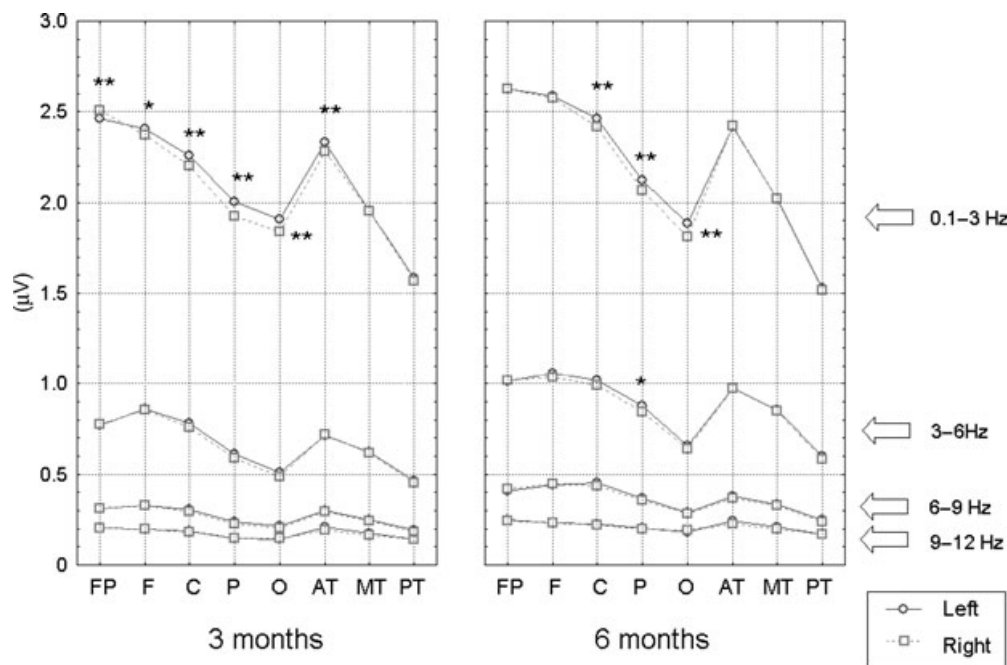 3.0
2.5
2.0
1.5
1.0
0.5
0
(µV)
** * ** ** ** **
** ** ** *
FP F C P O AT MT PT
FP F C P O AT MT PT
3 months
6 months
0.1–3 Hz
3–6Hz
6–9 Hz
9–12 Hz
Left
Right